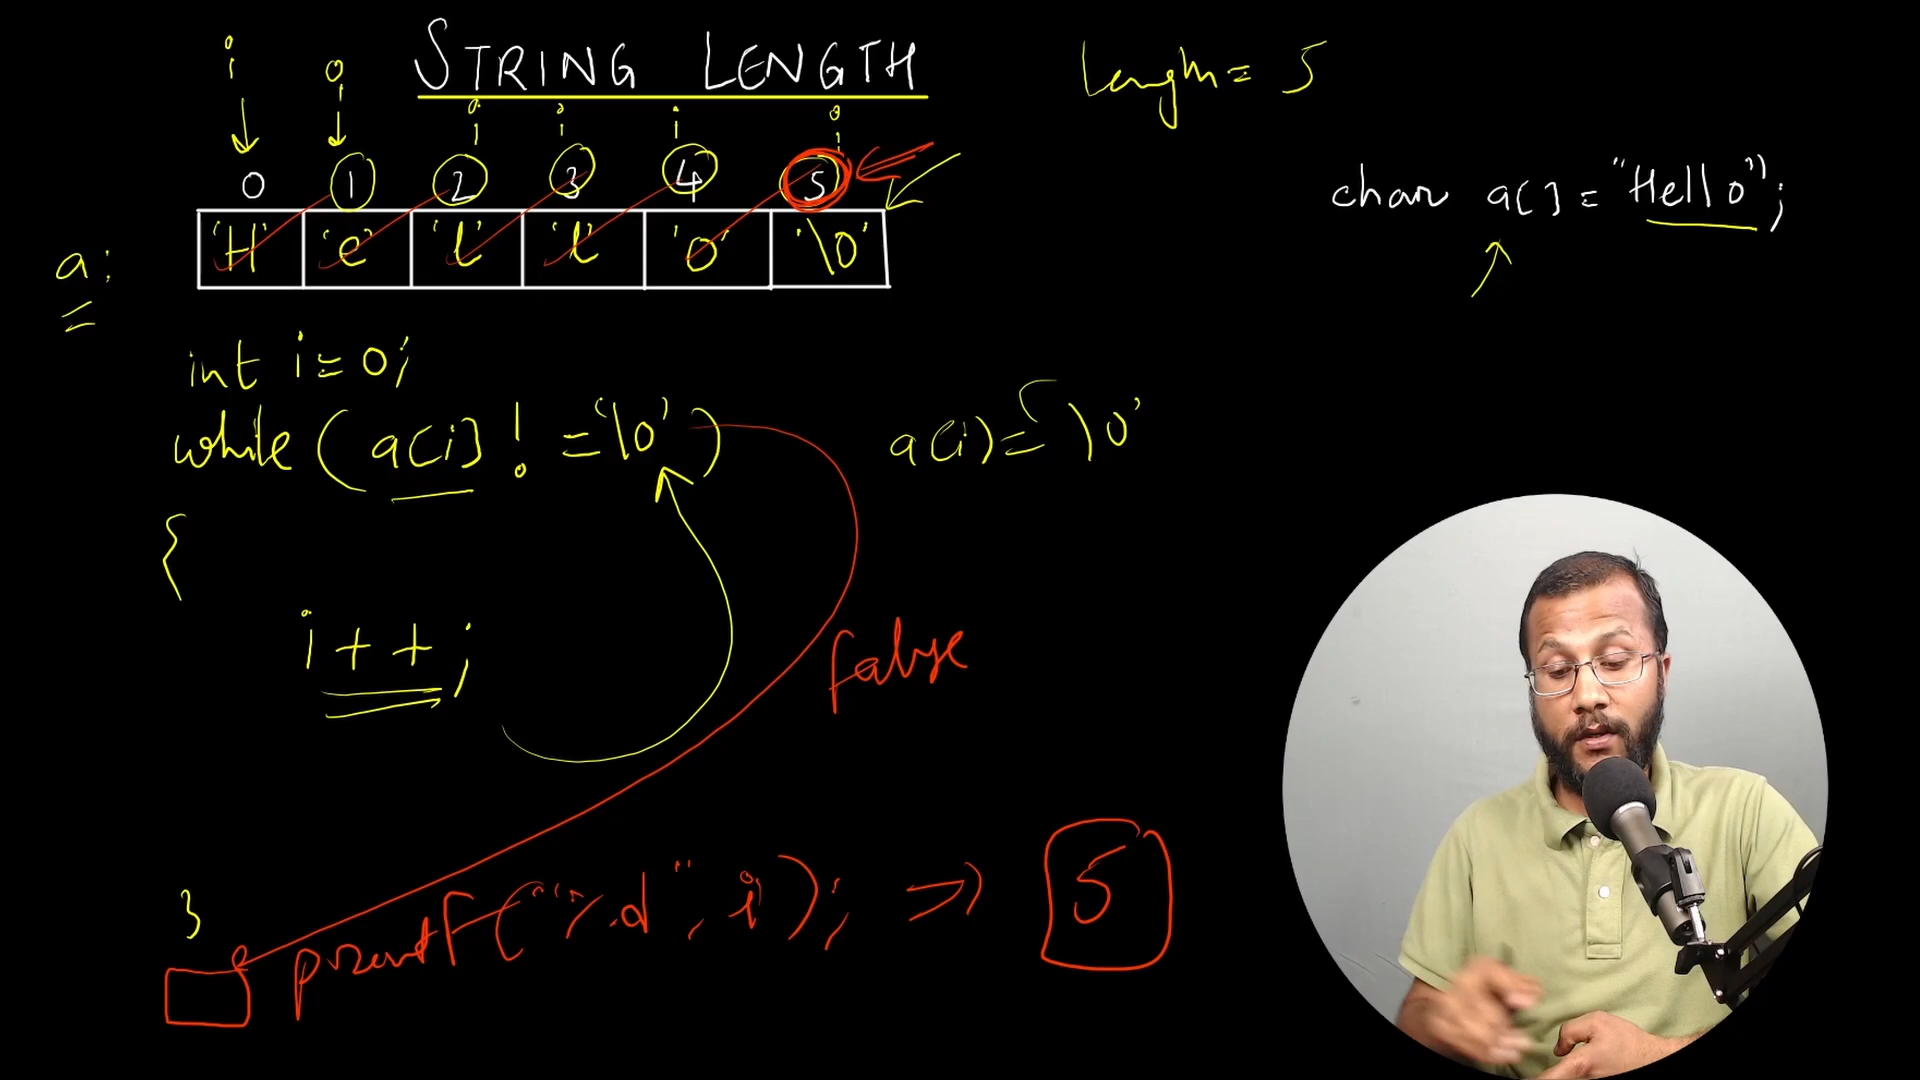 i i STRING LENGTH length = 5
i i i i
0 1 2 3 4 5
char a[] = "Hello";
a: 'H' 'e' 'l' 'l' 'o' '\0'
int i = 0;
while (a[i] != '\0') a[i] = '\0'
{
i++;
false
}
printf("%d", i); => 5